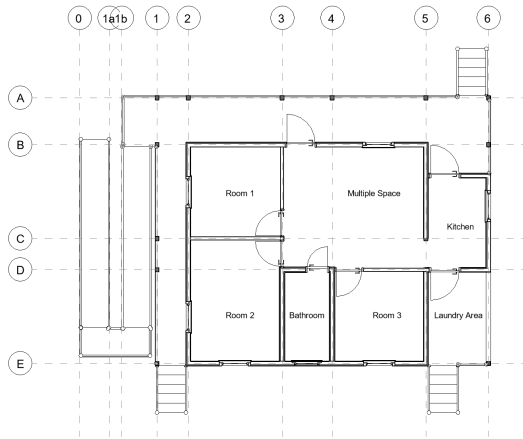 0 1a 1b 1 2 3 4 5 6
A
B
Room 1 Multiple Space
Kitchen
C
D
Room 2 Bathroom Room 3 Laundry Area
E